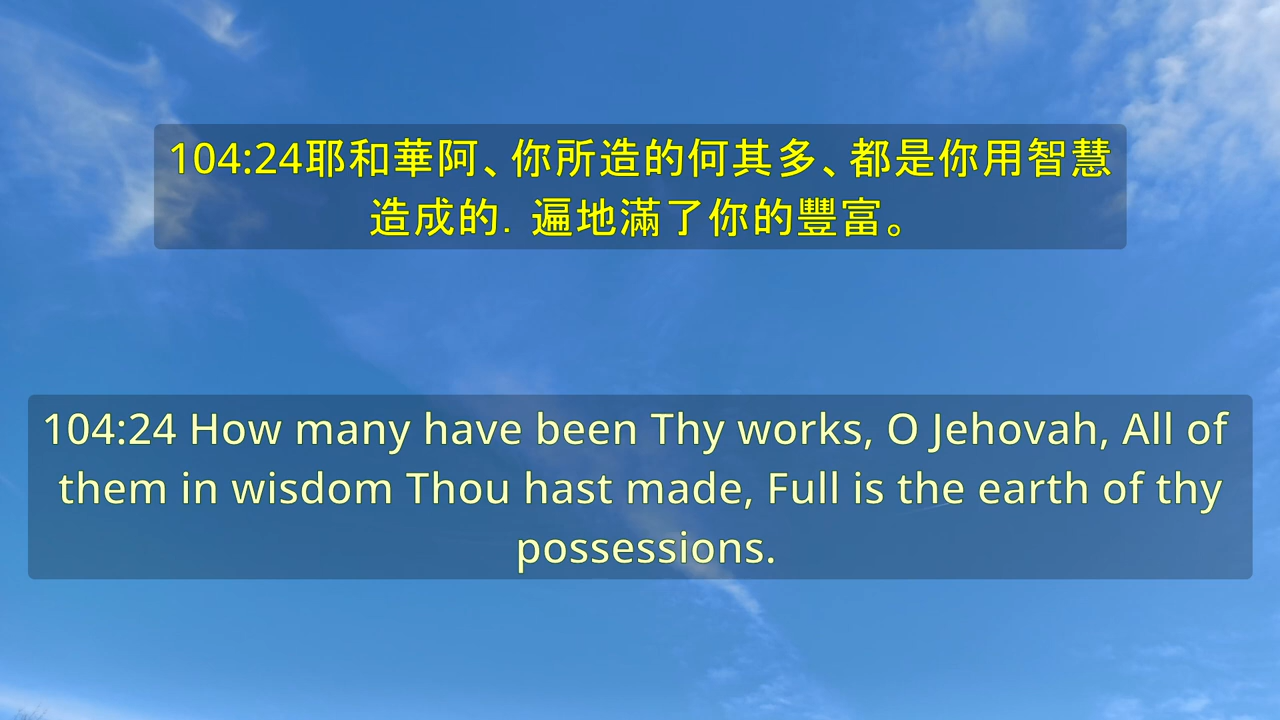 104:24耶和華阿、你所造的何其多、都是你用智慧
造成的．遍地滿了你的豐富。
104:24 How many have been Thy works, O Jehovah, All of
them in wisdom Thou hast made, Full is the earth of thy
possessions.